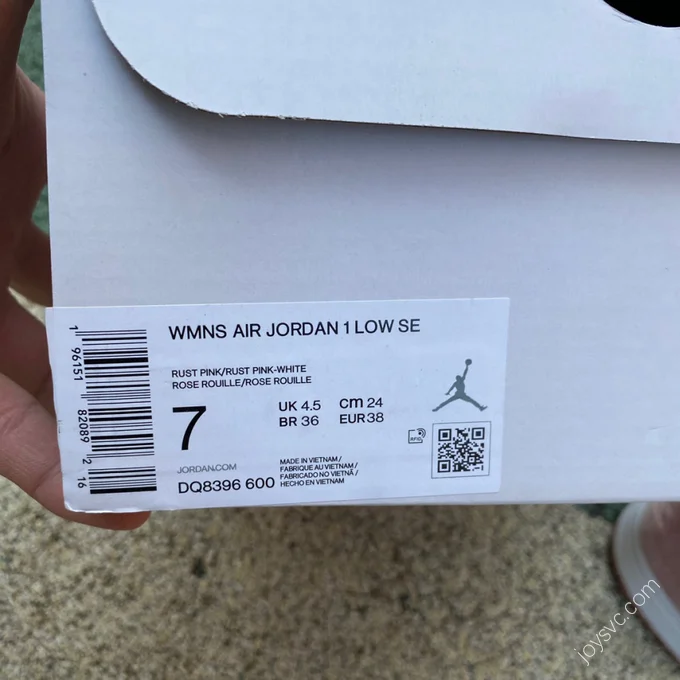 WMNS AIR JORDAN 1 LOW SE
RUST PINK/RUST PINK-WHITE
ROSE ROUILLE/ROSE ROUILLE
7
UK 4.5 cm 24
BR 36 EUR 38
RFID
JORDAN.COM
DQ8396 600
MADE IN VIETNAM /
FABRIQUE AU VIETNAM /
FABRICADO NO VIETNÃ /
HECHO EN VIETNAM
1 96151 82089 2 16
joysvc.com